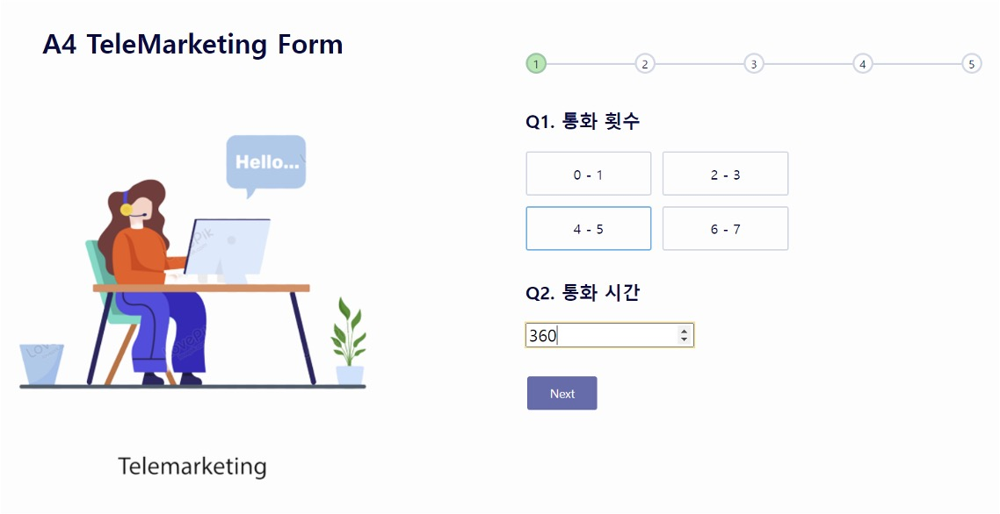 A4 TeleMarketing Form
Hello...
Telemarketing
1 2 3 4 5
Q1. 통화 횟수
0 - 1 2 - 3
4 - 5 6 - 7
Q2. 통화 시간
360
Next